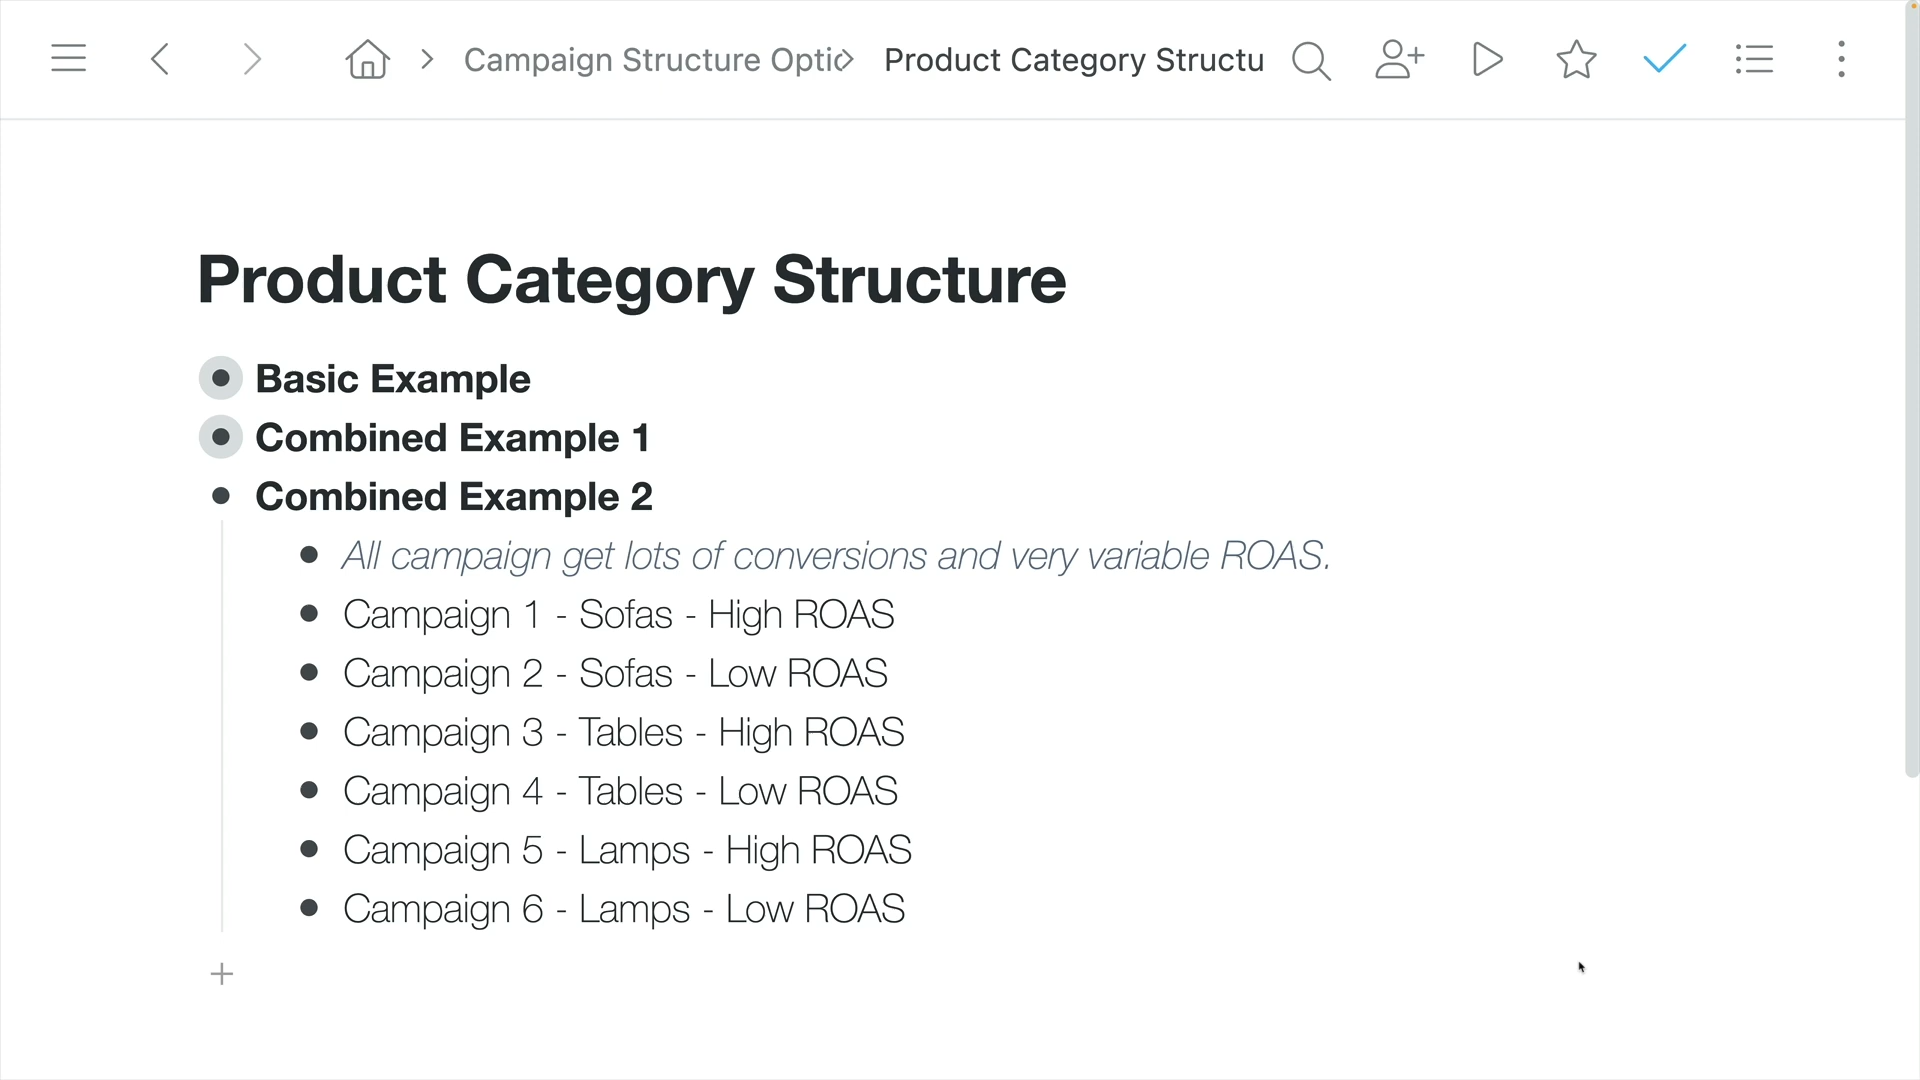 Campaign Structure Optic
Product Category Structu
Product Category Structure
Basic Example
Combined Example 1
Combined Example 2
All campaign get lots of conversions and very variable ROAS.
Campaign 1 - Sofas - High ROAS
Campaign 2 - Sofas - Low ROAS
Campaign 3 - Tables - High ROAS
Campaign 4 - Tables - Low ROAS
Campaign 5 - Lamps - High ROAS
Campaign 6 - Lamps - Low ROAS